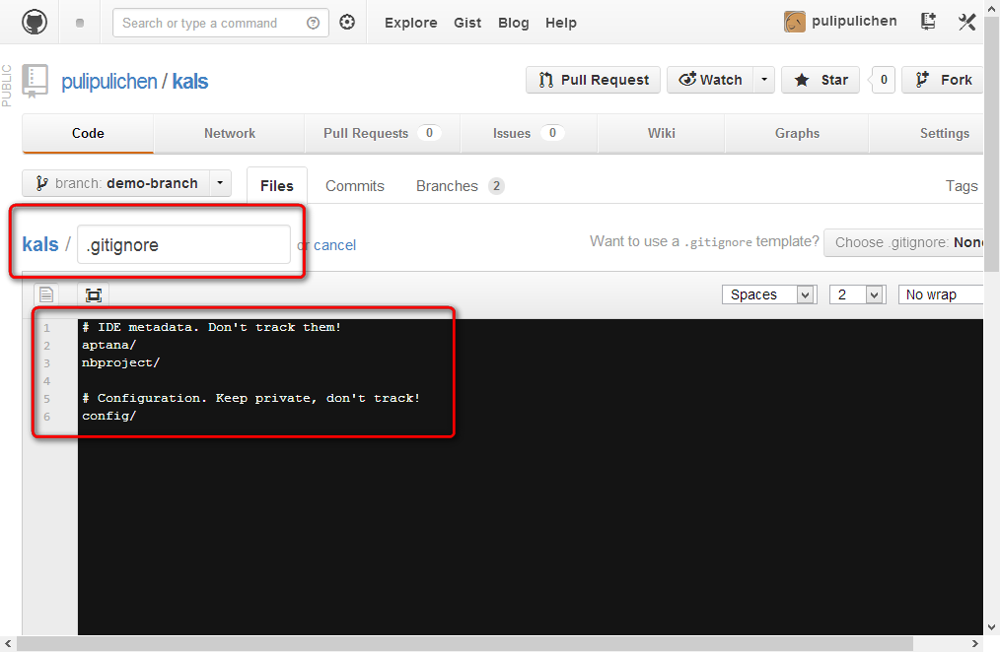 Search or type a command
Explore Gist Blog Help
pulipulichen
PUBLIC
pulipulichen / kals
Pull Request Watch Star 0 Fork
Code Network Pull Requests 0 Issues 0 Wiki Graphs Settings
branch: demo-branch Files Commits Branches 2 Tags
kals / .gitignore or cancel
Want to use a .gitignore template? Choose .gitignore: None
Spaces 2 No wrap
1 # IDE metadata. Don't track them!
2 aptana/
3 nbproject/
4
5 # Configuration. Keep private, don't track!
6 config/